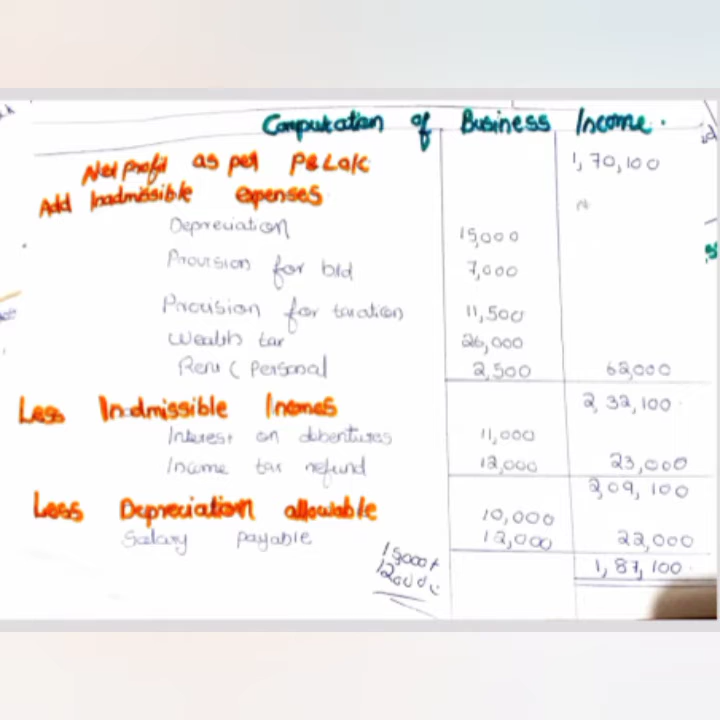 Computation of Business Income.
Net profit as per P&L a/c 1,70,100
Add Inadmissible expenses
Depreciation 15,000
Provision for bld 7,000
Provision for taxation 11,500
Wealth tax 26,000
Rent ( Personal 2,500 62,000
Less Inadmissible Incomes 2,32,100.
Interest on debentures 11,000
Income tax refund 12,000 23,000
2,09,100
Less Depreciation allowable 10,000
Salary payable 12,000 22,000
15000+
1,87,100.